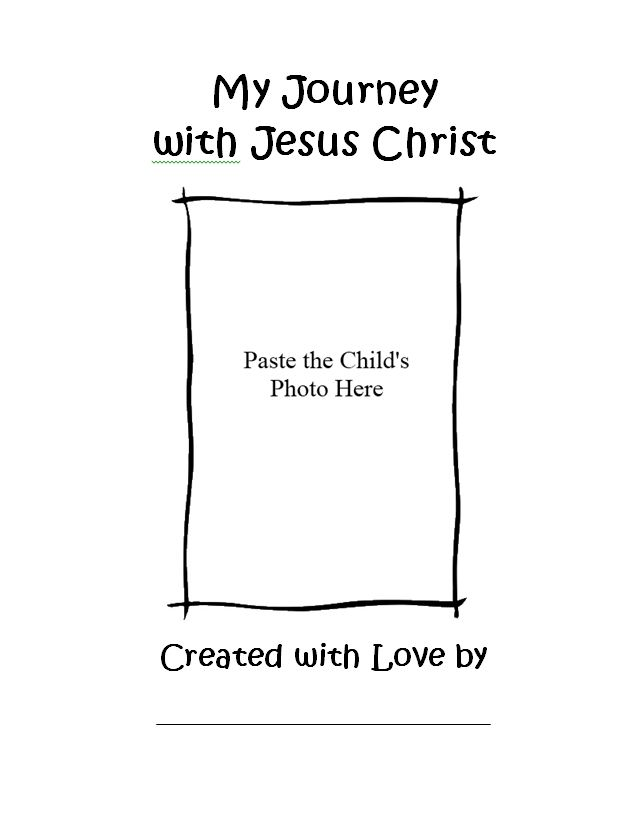 My Journey
with Jesus Christ
Paste the Child's
Photo Here
Created with Love by